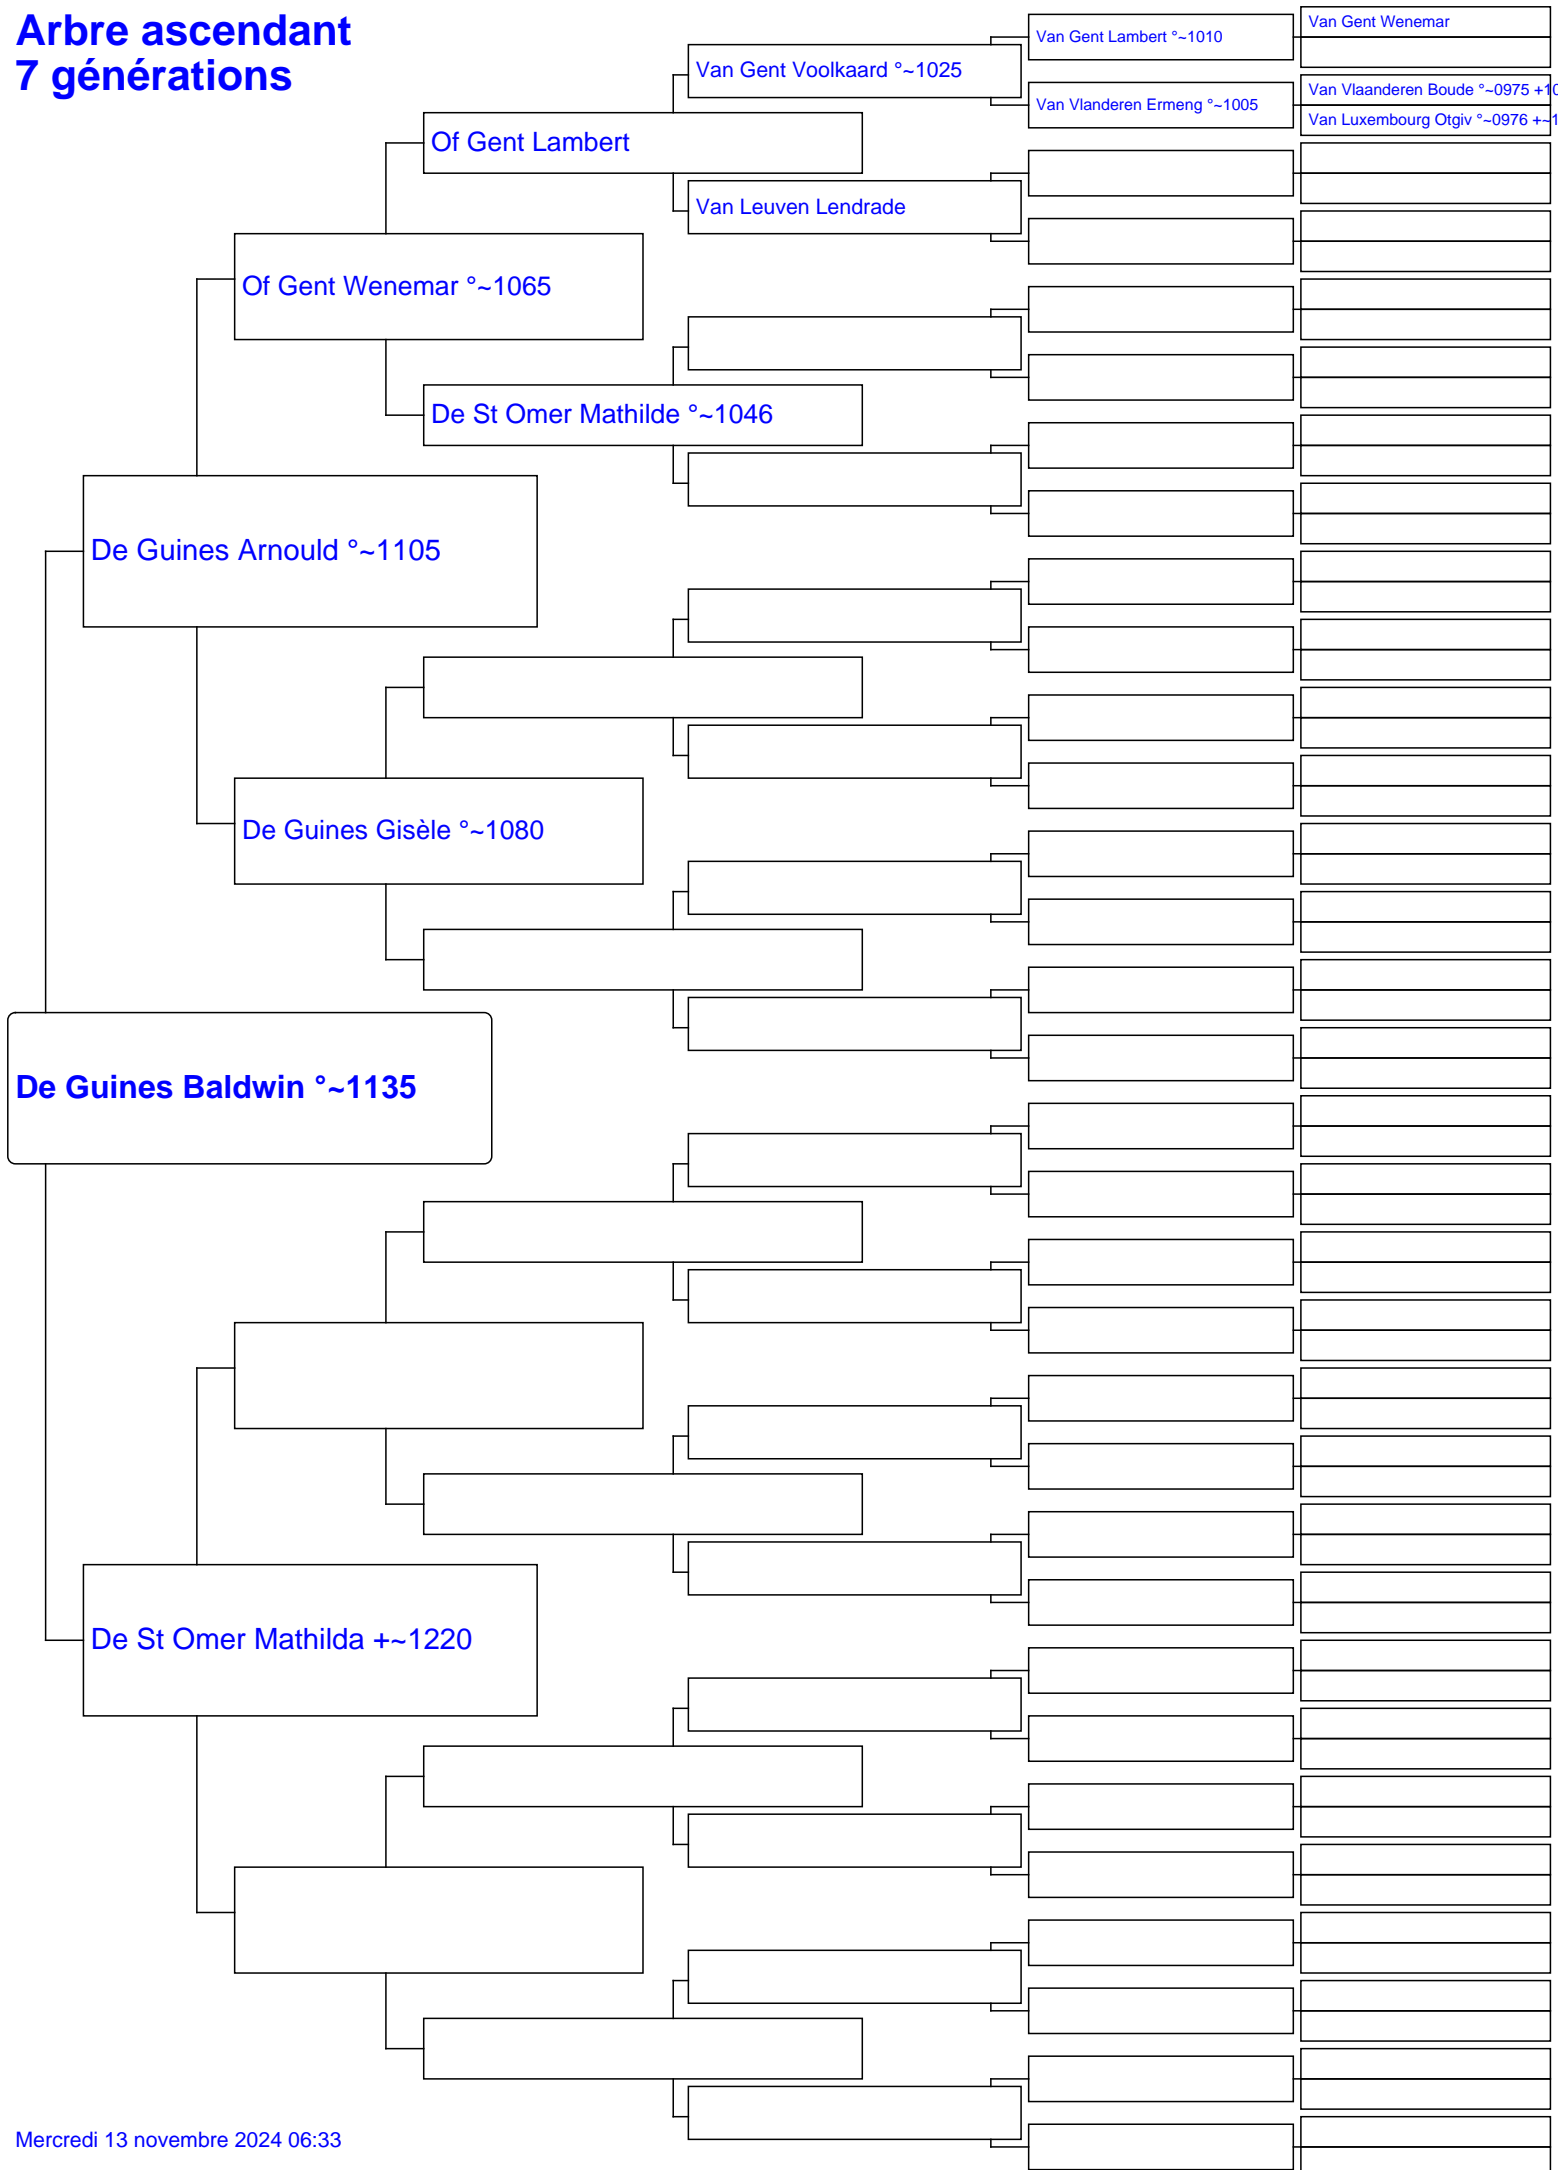 Arbre ascendant
7 générations
Van Gent Wenemar
Van Gent Lambert °~1010
Van Gent Voolkaard °~1025
Van Vlaanderen Boude °~0975
Van Vlanderen Ermeng °~1005
Van Luxembourg Otgiv °~0976
Of Gent Lambert
Van Leuven Lendrade
Of Gent Wenemar °~1065
De St Omer Mathilde °~1046
De Guines Arnould °~1105
De Guines Gisèle °~1080
De Guines Baldwin °~1135
De St Omer Mathilda +~1220
Mercredi 13 novembre 2024 06:33